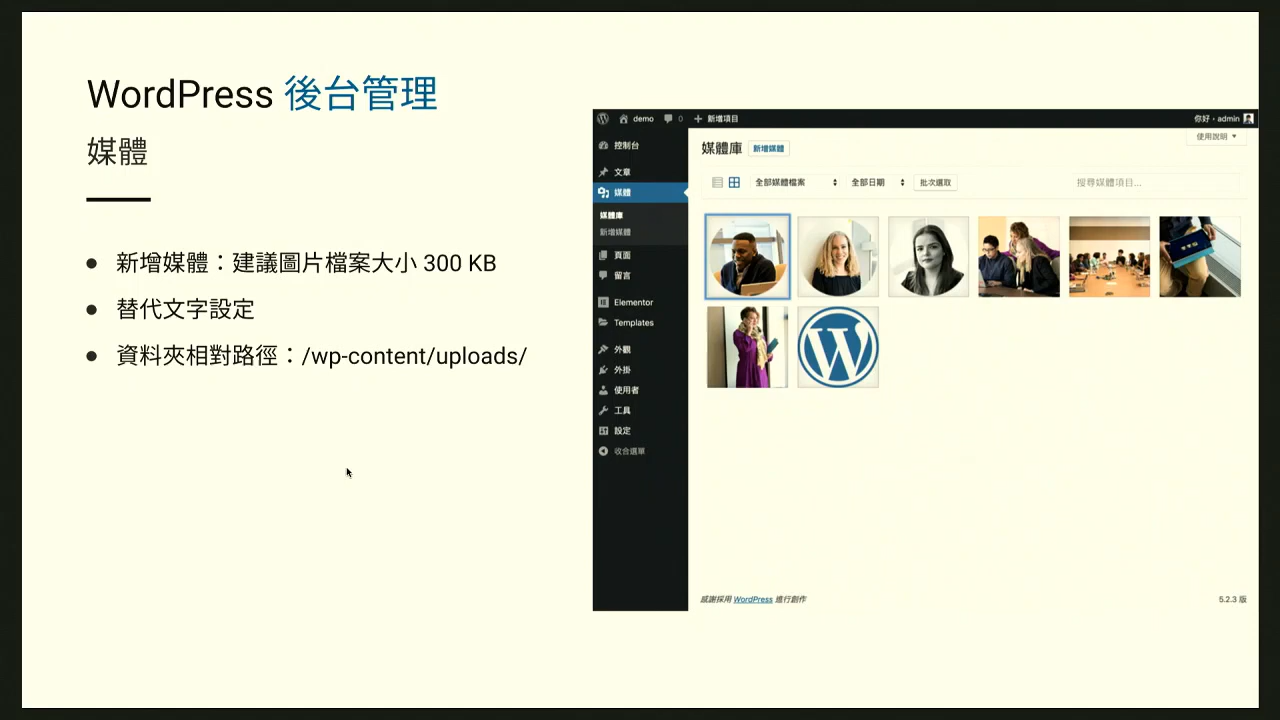 WordPress 後台管理
媒體
新增媒體：建議圖片檔案大小 300 KB
替代文字設定
資料夾相對路徑：/wp-content/uploads/
demo 0 新增項目 你好，admin
控制台
文章
媒體
媒體庫
新增媒體
頁面
留言
Elementor
Templates
外觀
外掛
使用者
工具
設定
收合選單
使用說明
媒體庫 新增媒體
全部媒體檔案 全部日期 批次選取 搜尋媒體項目...
感謝採用 WordPress 進行創作 5.2.3 版